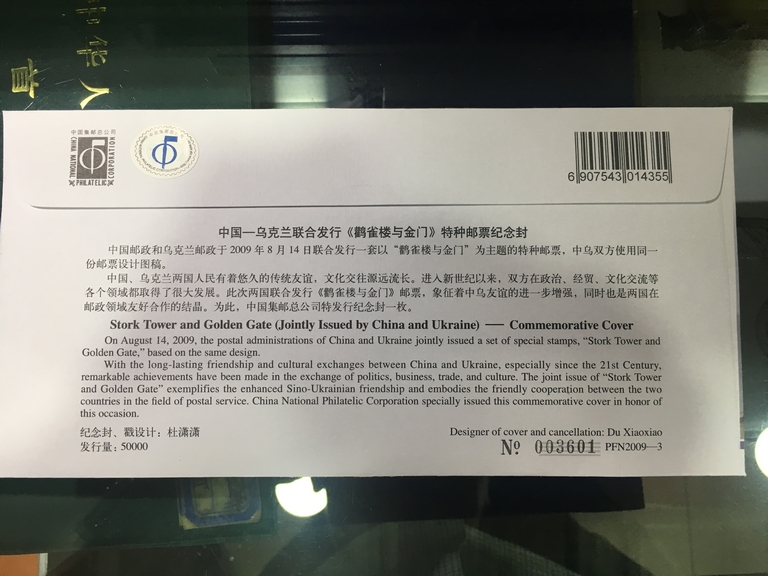 中华人
首
中国集邮总公司
CHINA NATIONAL
PHILATELIC
CORPORATION
6 907543 014355
中国—乌克兰联合发行《鹳雀楼与金门》特种邮票纪念封
中国邮政和乌克兰邮政于 2009 年 8 月 14 日联合发行一套以“鹳雀楼与金门”为主题的特种邮票，中乌双方使用同一
份邮票设计图稿。
中国、乌克兰两国人民有着悠久的传统友谊，文化交往源远流长。进入新世纪以来，双方在政治、经贸、文化交流等
各个领域都取得了很大发展。此次两国联合发行《鹳雀楼与金门》邮票，象征着中乌友谊的进一步增强，同时也是两国在
邮政领域友好合作的结晶。为此，中国集邮总公司特发行纪念封一枚。
Stork Tower and Golden Gate (Jointly Issued by China and Ukraine) — Commemorative Cover
On August 14, 2009, the postal administrations of China and Ukraine jointly issued a set of special stamps, “Stork Tower and
Golden Gate,” based on the same design.
With the long-lasting friendship and cultural exchanges between China and Ukraine, especially since the 21st Century,
remarkable achievements have been made in the exchange of politics, business, trade, and culture. The joint issue of “Stork Tower
and Golden Gate” exemplifies the enhanced Sino-Ukrainian friendship and embodies the friendly cooperation between the two
countries in the field of postal service. China National Philatelic Corporation specially issued this commemorative cover in honor of
this occasion.
纪念封、戳设计：杜潇潇
Designer of cover and cancellation: Du Xiaoxiao
发行量：50000
№ 003601 PFN2009—3